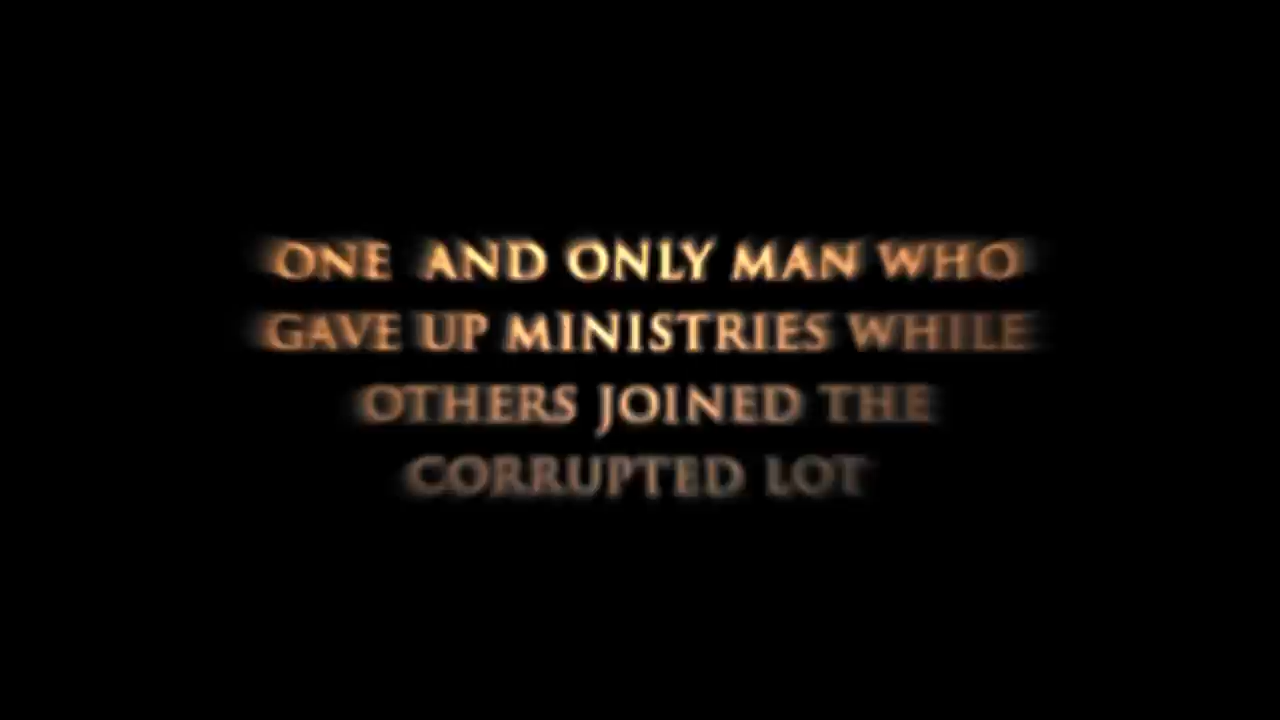 ONE AND ONLY MAN WHO
GAVE UP MINISTRIES WHILE
OTHERS JOINED THE
CORRUPTED LOT